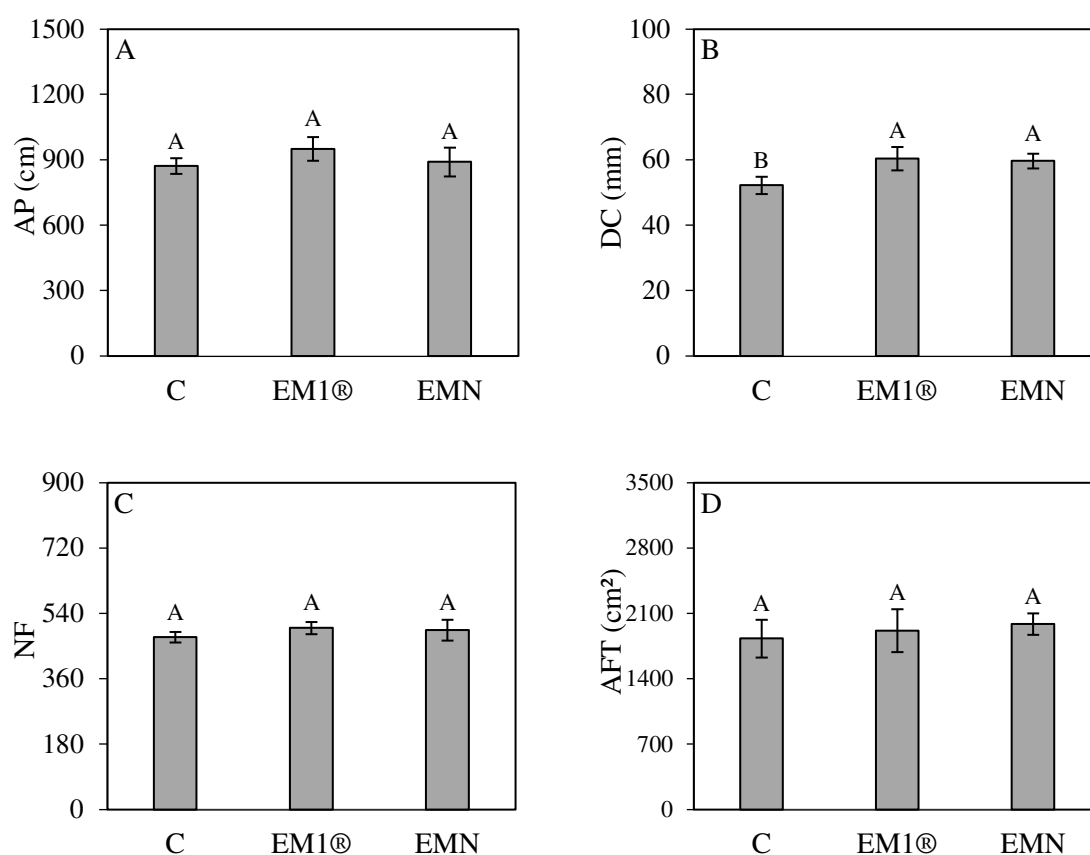 A
AP (cm)
1500
1200
900
600
300
0
A
A
A
C
EM1®
EMN
B
DC (mm)
100
80
60
40
20
0
B
A
A
C
EM1®
EMN
C
NF
900
720
540
360
180
0
A
A
A
C
EM1®
EMN
D
AFT (cm²)
3500
2800
2100
1400
700
0
A
A
A
C
EM1®
EMN